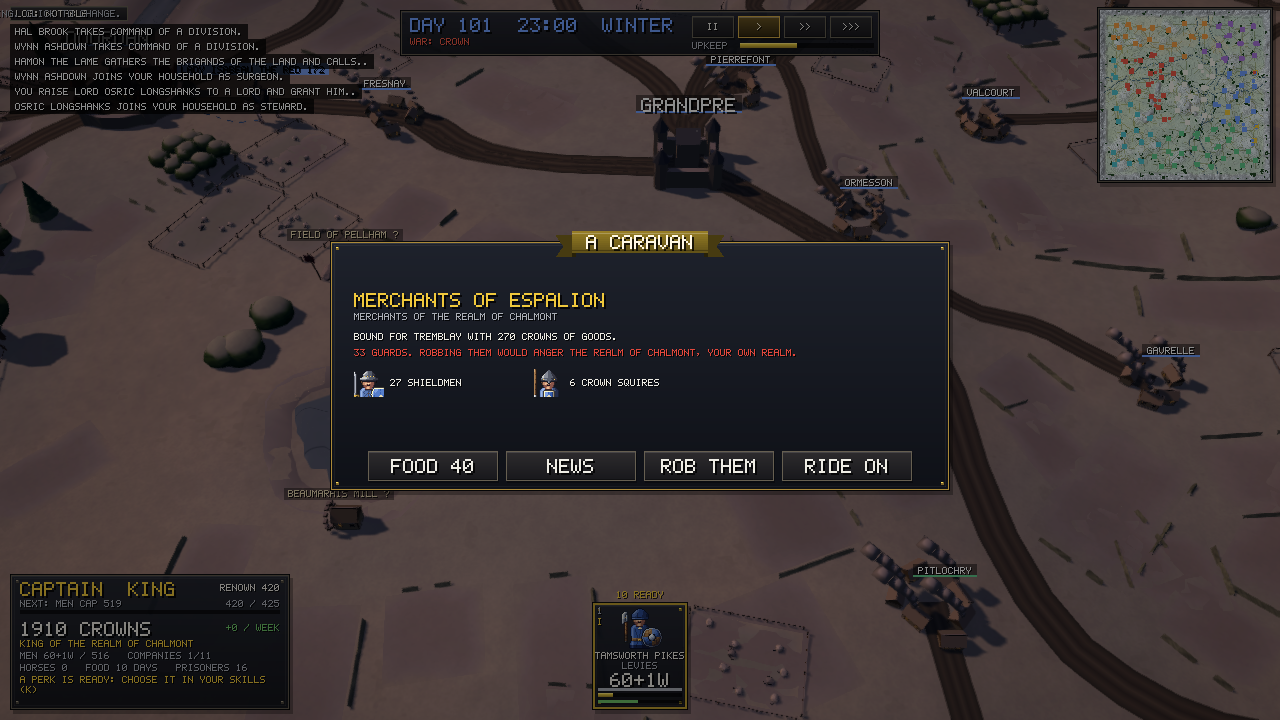 HAL BROOK TAKES COMMAND OF A DIVISION.
WYNN ASHDOWN TAKES COMMAND OF A DIVISION.
HAMON THE LAME GATHERS THE BRIGANDS OF THE LAND AND CALLS..
WYNN ASHDOWN JOINS YOUR HOUSEHOLD AS SURGEON.
YOU RAISE LORD OSRIC LONGSHANKS TO A LORD AND GRANT HIM..
OSRIC LONGSHANKS JOINS YOUR HOUSEHOLD AS STEWARD.
DAY 101 23:00 WINTER
WAR: CROWN
II > >> >>>
UPKEEP
PIERREFONT
FRESNAY
GRANDPRE
VALCOURT
ORMESSON
FIELD OF PELLHAM ?
A CARAVAN
MERCHANTS OF ESPALION
MERCHANTS OF THE REALM OF CHALMONT
BOUND FOR TREMBLAY WITH 270 CROWNS OF GOODS.
33 GUARDS. ROBBING THEM WOULD ANGER THE REALM OF CHALMONT, YOUR OWN REALM.
27 SHIELDMEN
6 CROWN SQUIRES
FOOD 40
NEWS
ROB THEM
RIDE ON
GAVRELLE
BEAUMARAIS MILL ?
PITLOCHRY
CAPTAIN KING
RENOWN 420
NEXT: MEN CAP 519
420 / 425
1910 CROWNS
+0 / WEEK
KING OF THE REALM OF CHALMONT
MEN 60+1W / 516 COMPANIES 1/11
HORSES 0 FOOD 10 DAYS PRISONERS 16
A PERK IS READY: CHOOSE IT IN YOUR SKILLS
(K)
10 READY
1
I
TAMSWORTH PIKES
LEVIES
60+1W